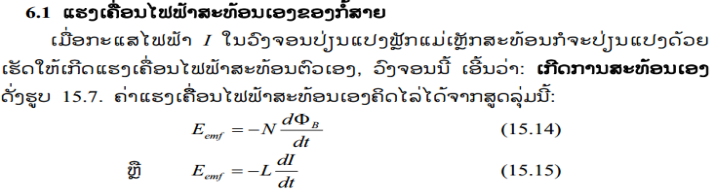 6.1 ແຮງເຄື່ອນໄຟຟ້າສະທ້ອນເອງຂອງກໍ້ສາຍ
ເມື່ອກະແສໄຟຟ້າ I ໃນວົງຈອນປ່ຽນແປງຟຼັກແມ່ເຫຼັກສະທ້ອນກໍຈະປ່ຽນແປງດ້ວຍ
ເຮັດໃຫ້ເກີດແຮງເຄື່ອນໄຟຟ້າສະທ້ອນຕົວເອງ, ວົງຈອນນີ້ ເອີ້ນວ່າ: ເກີດການສະທ້ອນເອງ
ດັ່ງຮູບ 15.7. ຄ່າແຮງເຄື່ອນໄຟຟ້າສະທ້ອນເອງຄິດໄລ່ໄດ້ຈາກສູດລຸ່ມນີ້:
E_{emf} = -N \frac{dΦ_B}{dt} (15.14)
ຫຼື E_{emf} = -L \frac{dI}{dt} (15.15)